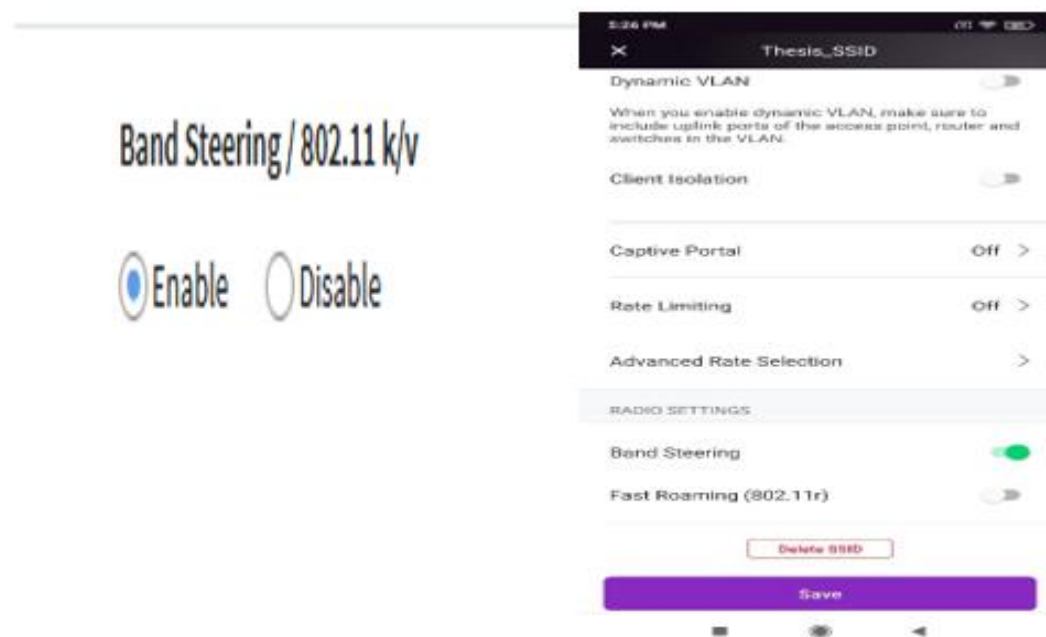 Band Steering / 802.11 k/v
Enable Disable
5:26 PM
Thesis_SSID
Dynamic VLAN
When you enable dynamic VLAN, make sure to
include uplink ports of the access point, router and
switches in the VLAN.
Client Isolation
Captive Portal Off >
Rate Limiting Off >
Advanced Rate Selection >
RADIO SETTINGS
Band Steering
Fast Roaming (802.11r)
Delete SSID
Save